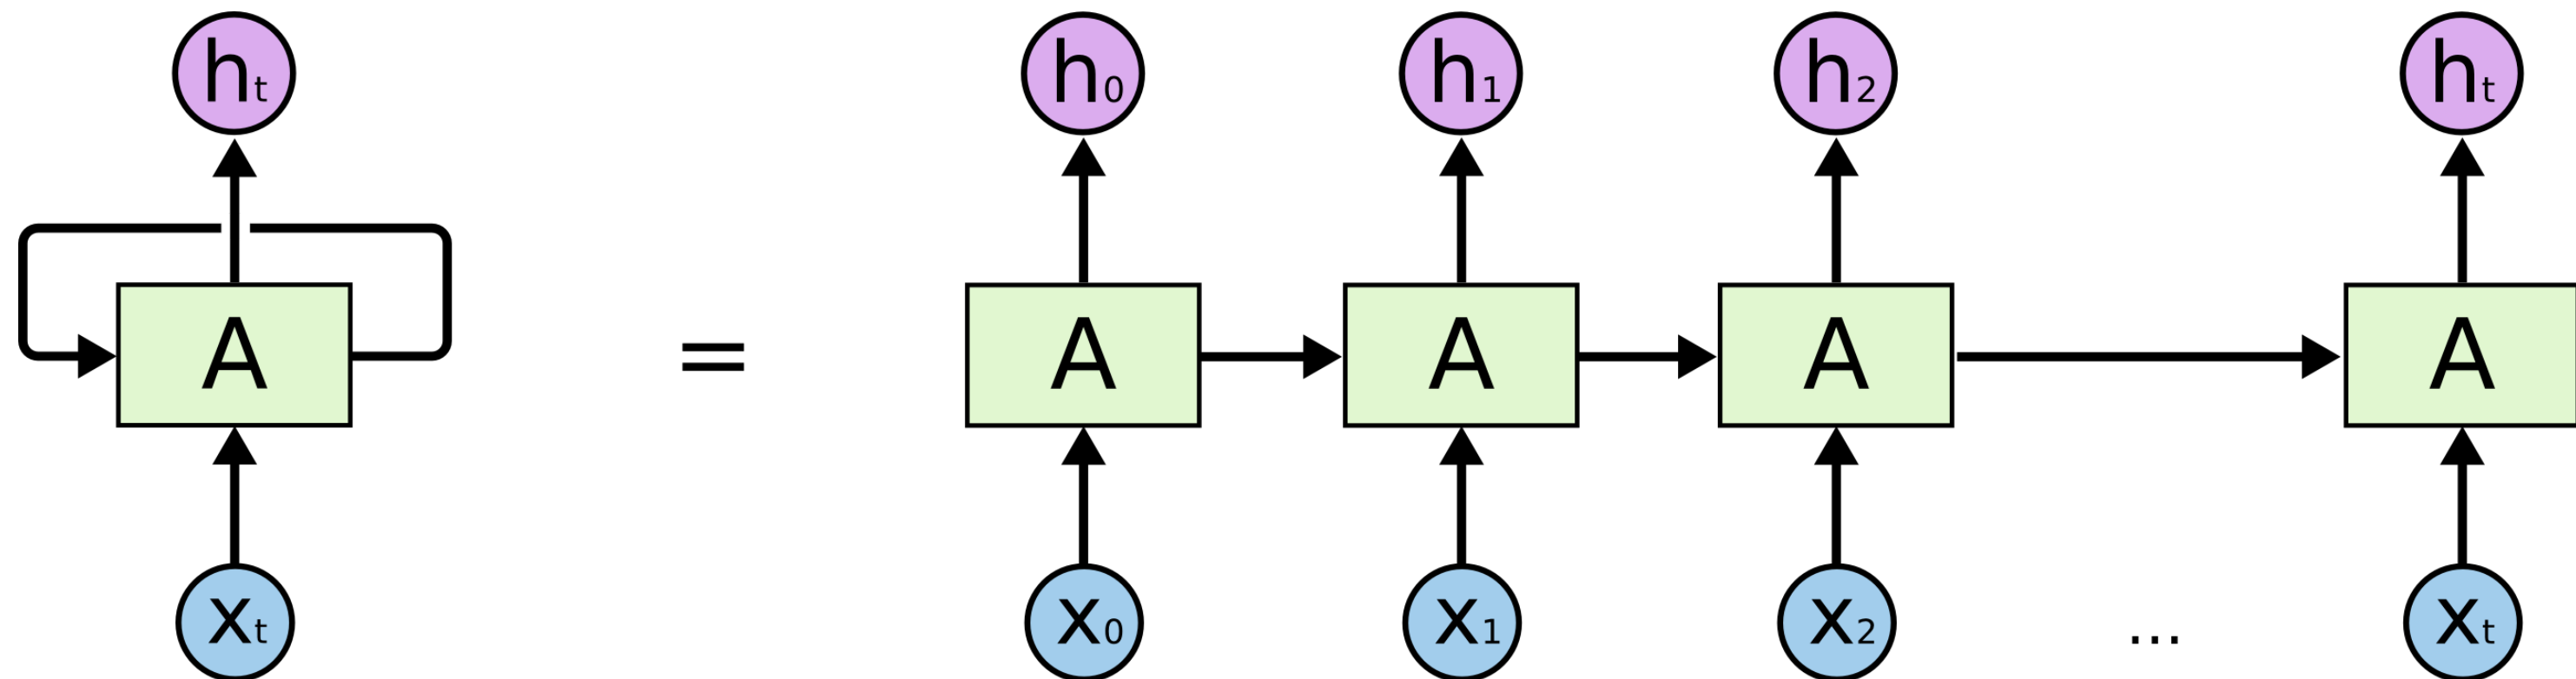 ht h0 h1 h2 ht
A = A A A A
xt x0 x1 x2 ... xt